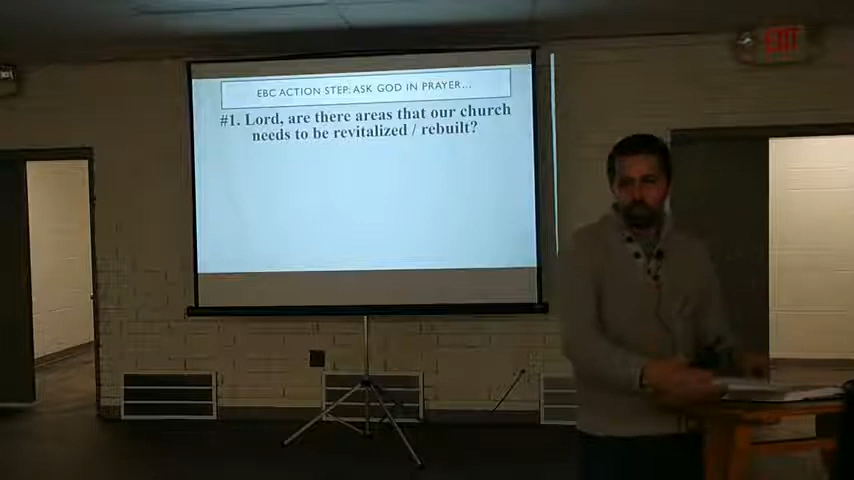 EBC ACTION STEP: ASK GOD IN PRAYER...
#1. Lord, are there areas that our church
needs to be revitalized / rebuilt?
EXIT